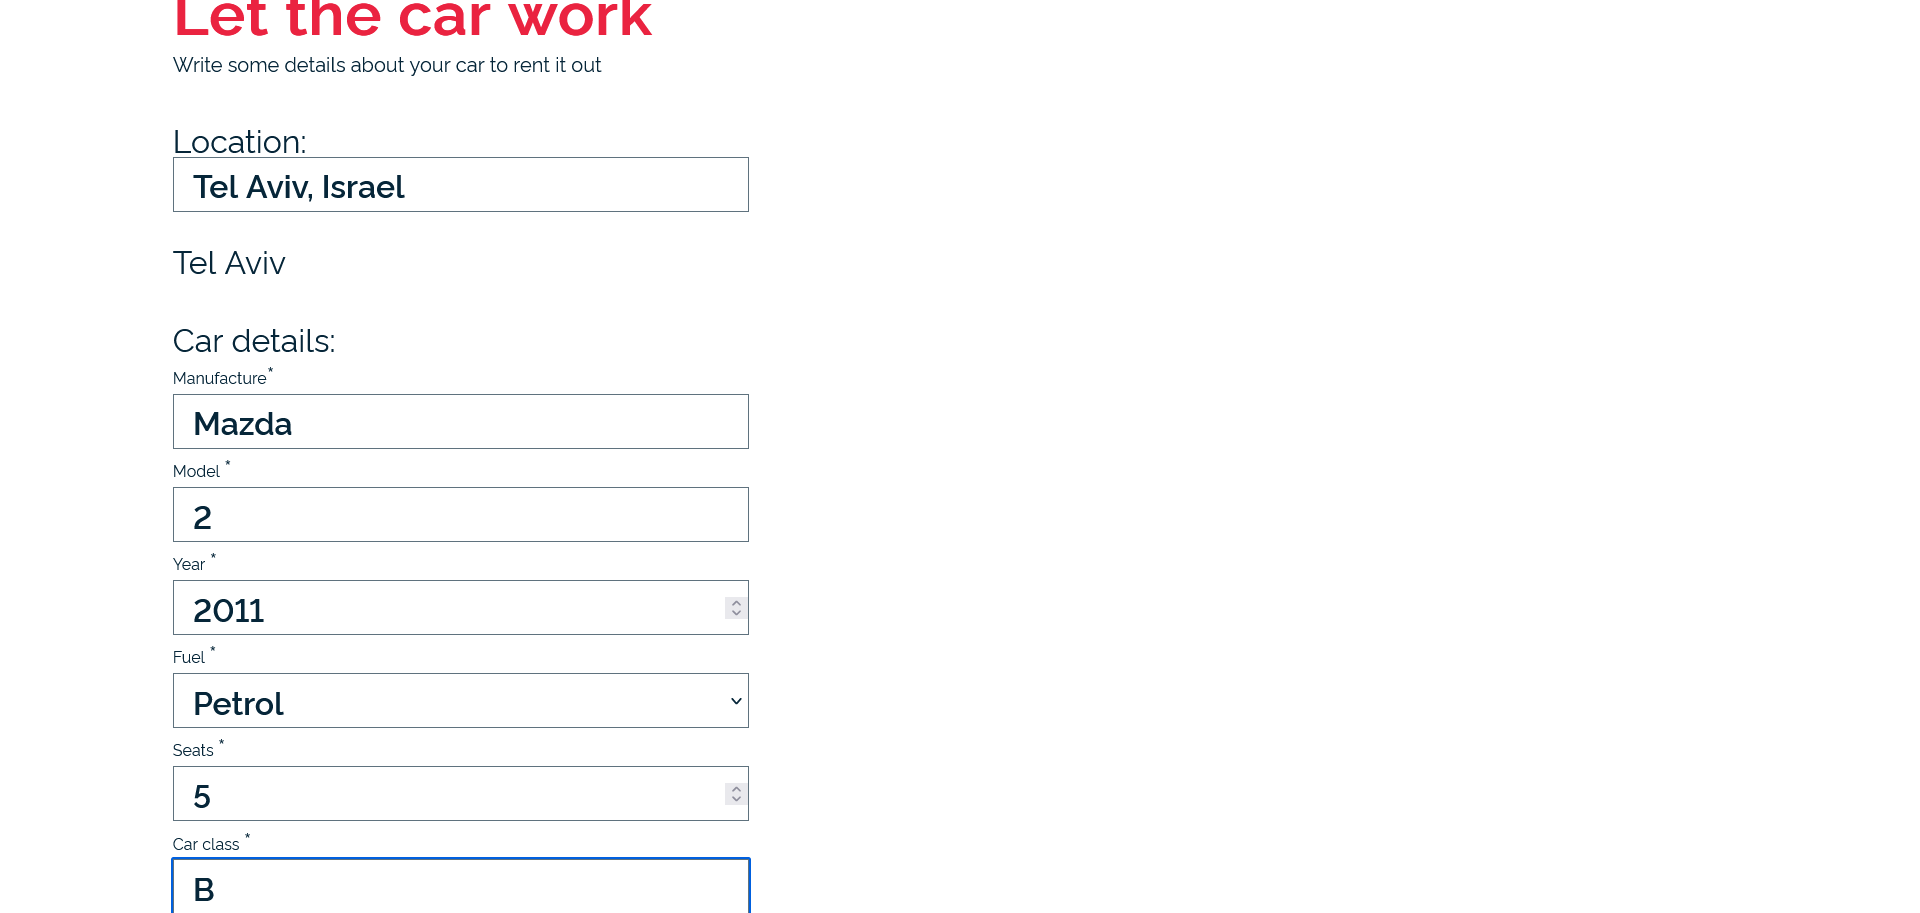 Let the car work
Write some details about your car to rent it out
Location:
Tel Aviv, Israel
Tel Aviv
Car details:
Manufacture*
Mazda
Model *
2
Year *
2011
Fuel *
Petrol
Seats *
5
Car class *
B